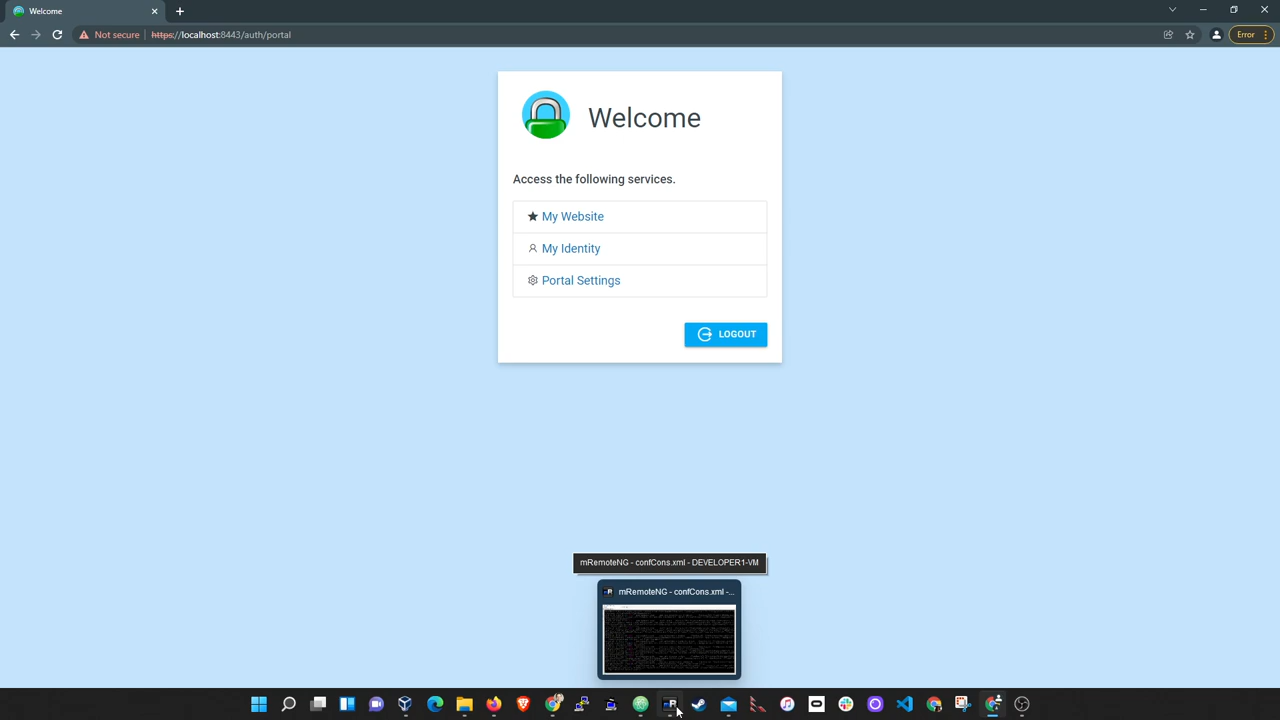 Welcome
Not secure
https://localhost:8443/auth/portal
Error
Welcome
Access the following services.
My Website
My Identity
Portal Settings
LOGOUT
mRemoteNG - confCons.xml - DEVELOPER1-VM
mRemoteNG - confCons.xml -...